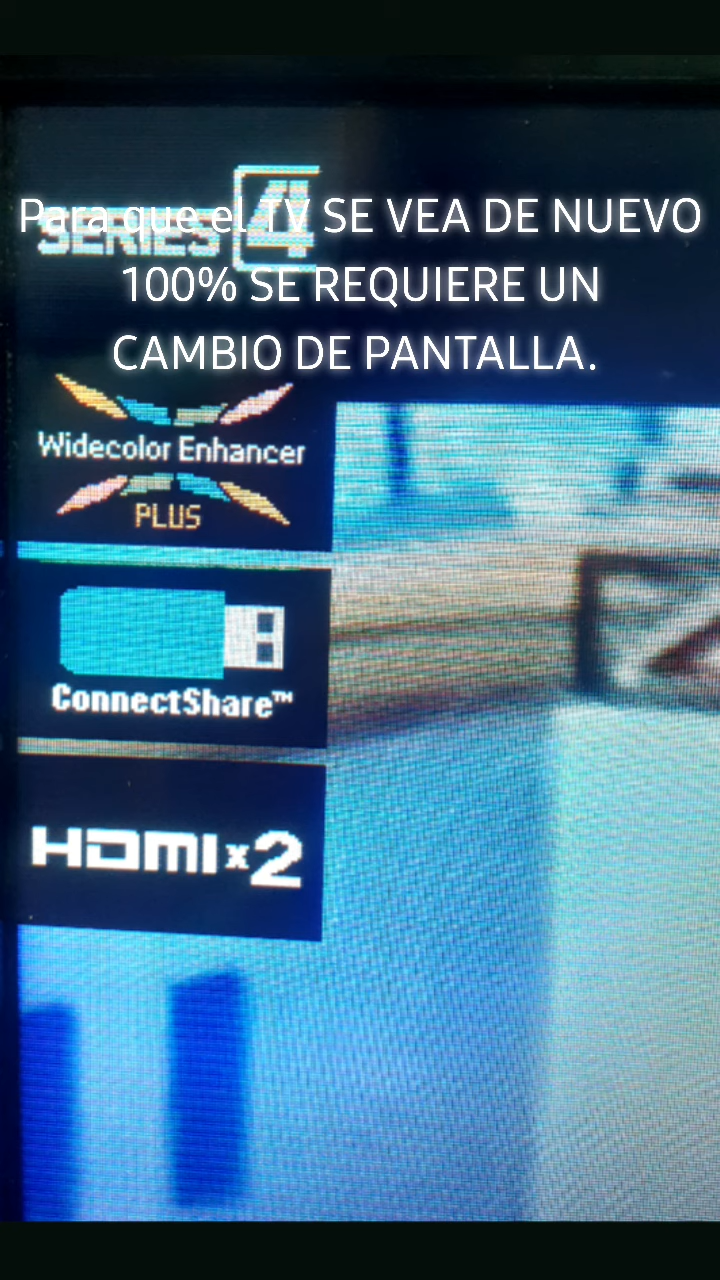 Para que el TV SE VEA DE NUEVO
100% SE REQUIERE UN
CAMBIO DE PANTALLA.
SERIES 4
Widecolor Enhancer
PLUS
ConnectShare™
HDMI x2